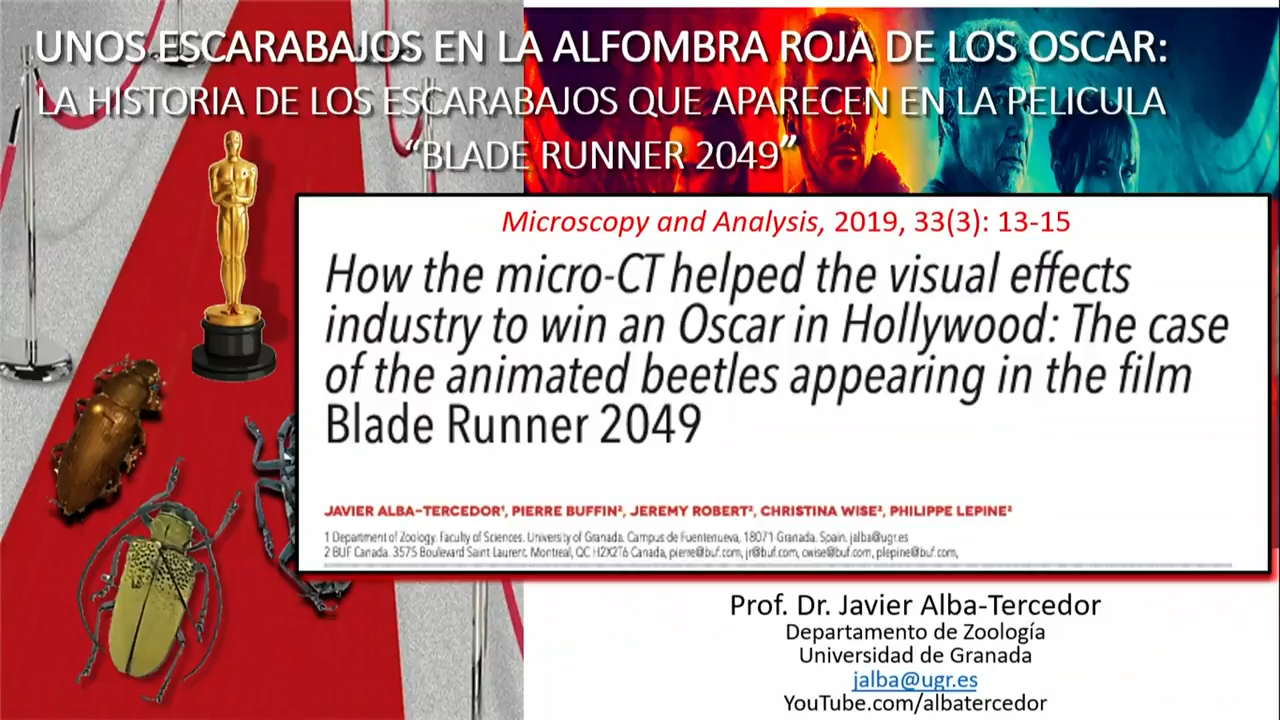 UNOS ESCARABAJOS EN LA ALFOMBRA ROJA DE LOS OSCAR:
LA HISTORIA DE LOS ESCARABAJOS QUE APARECEN EN LA PELICULA
“BLADE RUNNER 2049”
Microscopy and Analysis, 2019, 33(3): 13-15
How the micro-CT helped the visual effects
industry to win an Oscar in Hollywood: The case
of the animated beetles appearing in the film
Blade Runner 2049
JAVIER ALBA-TERCEDOR¹, PIERRE BUFFIN², JEREMY ROBERT², CHRISTINA WISE², PHILIPPE LEPINE²
1 Department of Zoology. Faculty of Sciences. University of Granada. Campus de Fuentenueva, 18071 Granada. Spain. jalba@ugr.es
2 BUF Canada. 3575 Boulevard Saint Laurent. Montreal, QC H2X2T6 Canada, pierre@buf.com, jr@buf.com, cwise@buf.com, plepine@buf.com,
Prof. Dr. Javier Alba-Tercedor
Departamento de Zoología
Universidad de Granada
jalba@ugr.es
YouTube.com/albatercedor